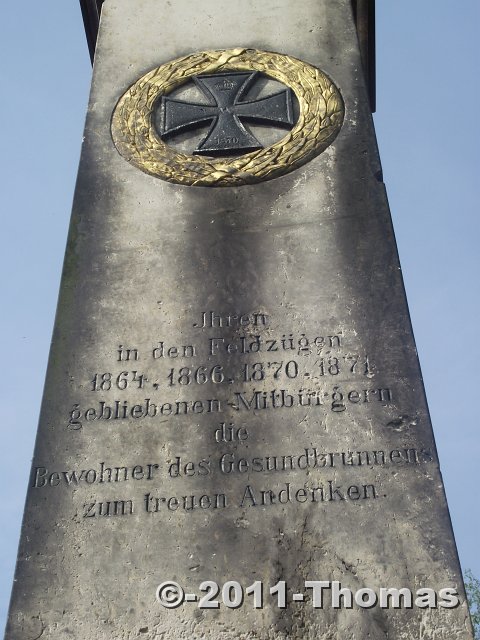 1870
Ihren
in den Feldzügen
1864, 1866, 1870, 1871
gebliebenen Mitbürgern
die
Bewohner des Gesundbrunnens
zum treuen Andenken.
©-2011-Thomas